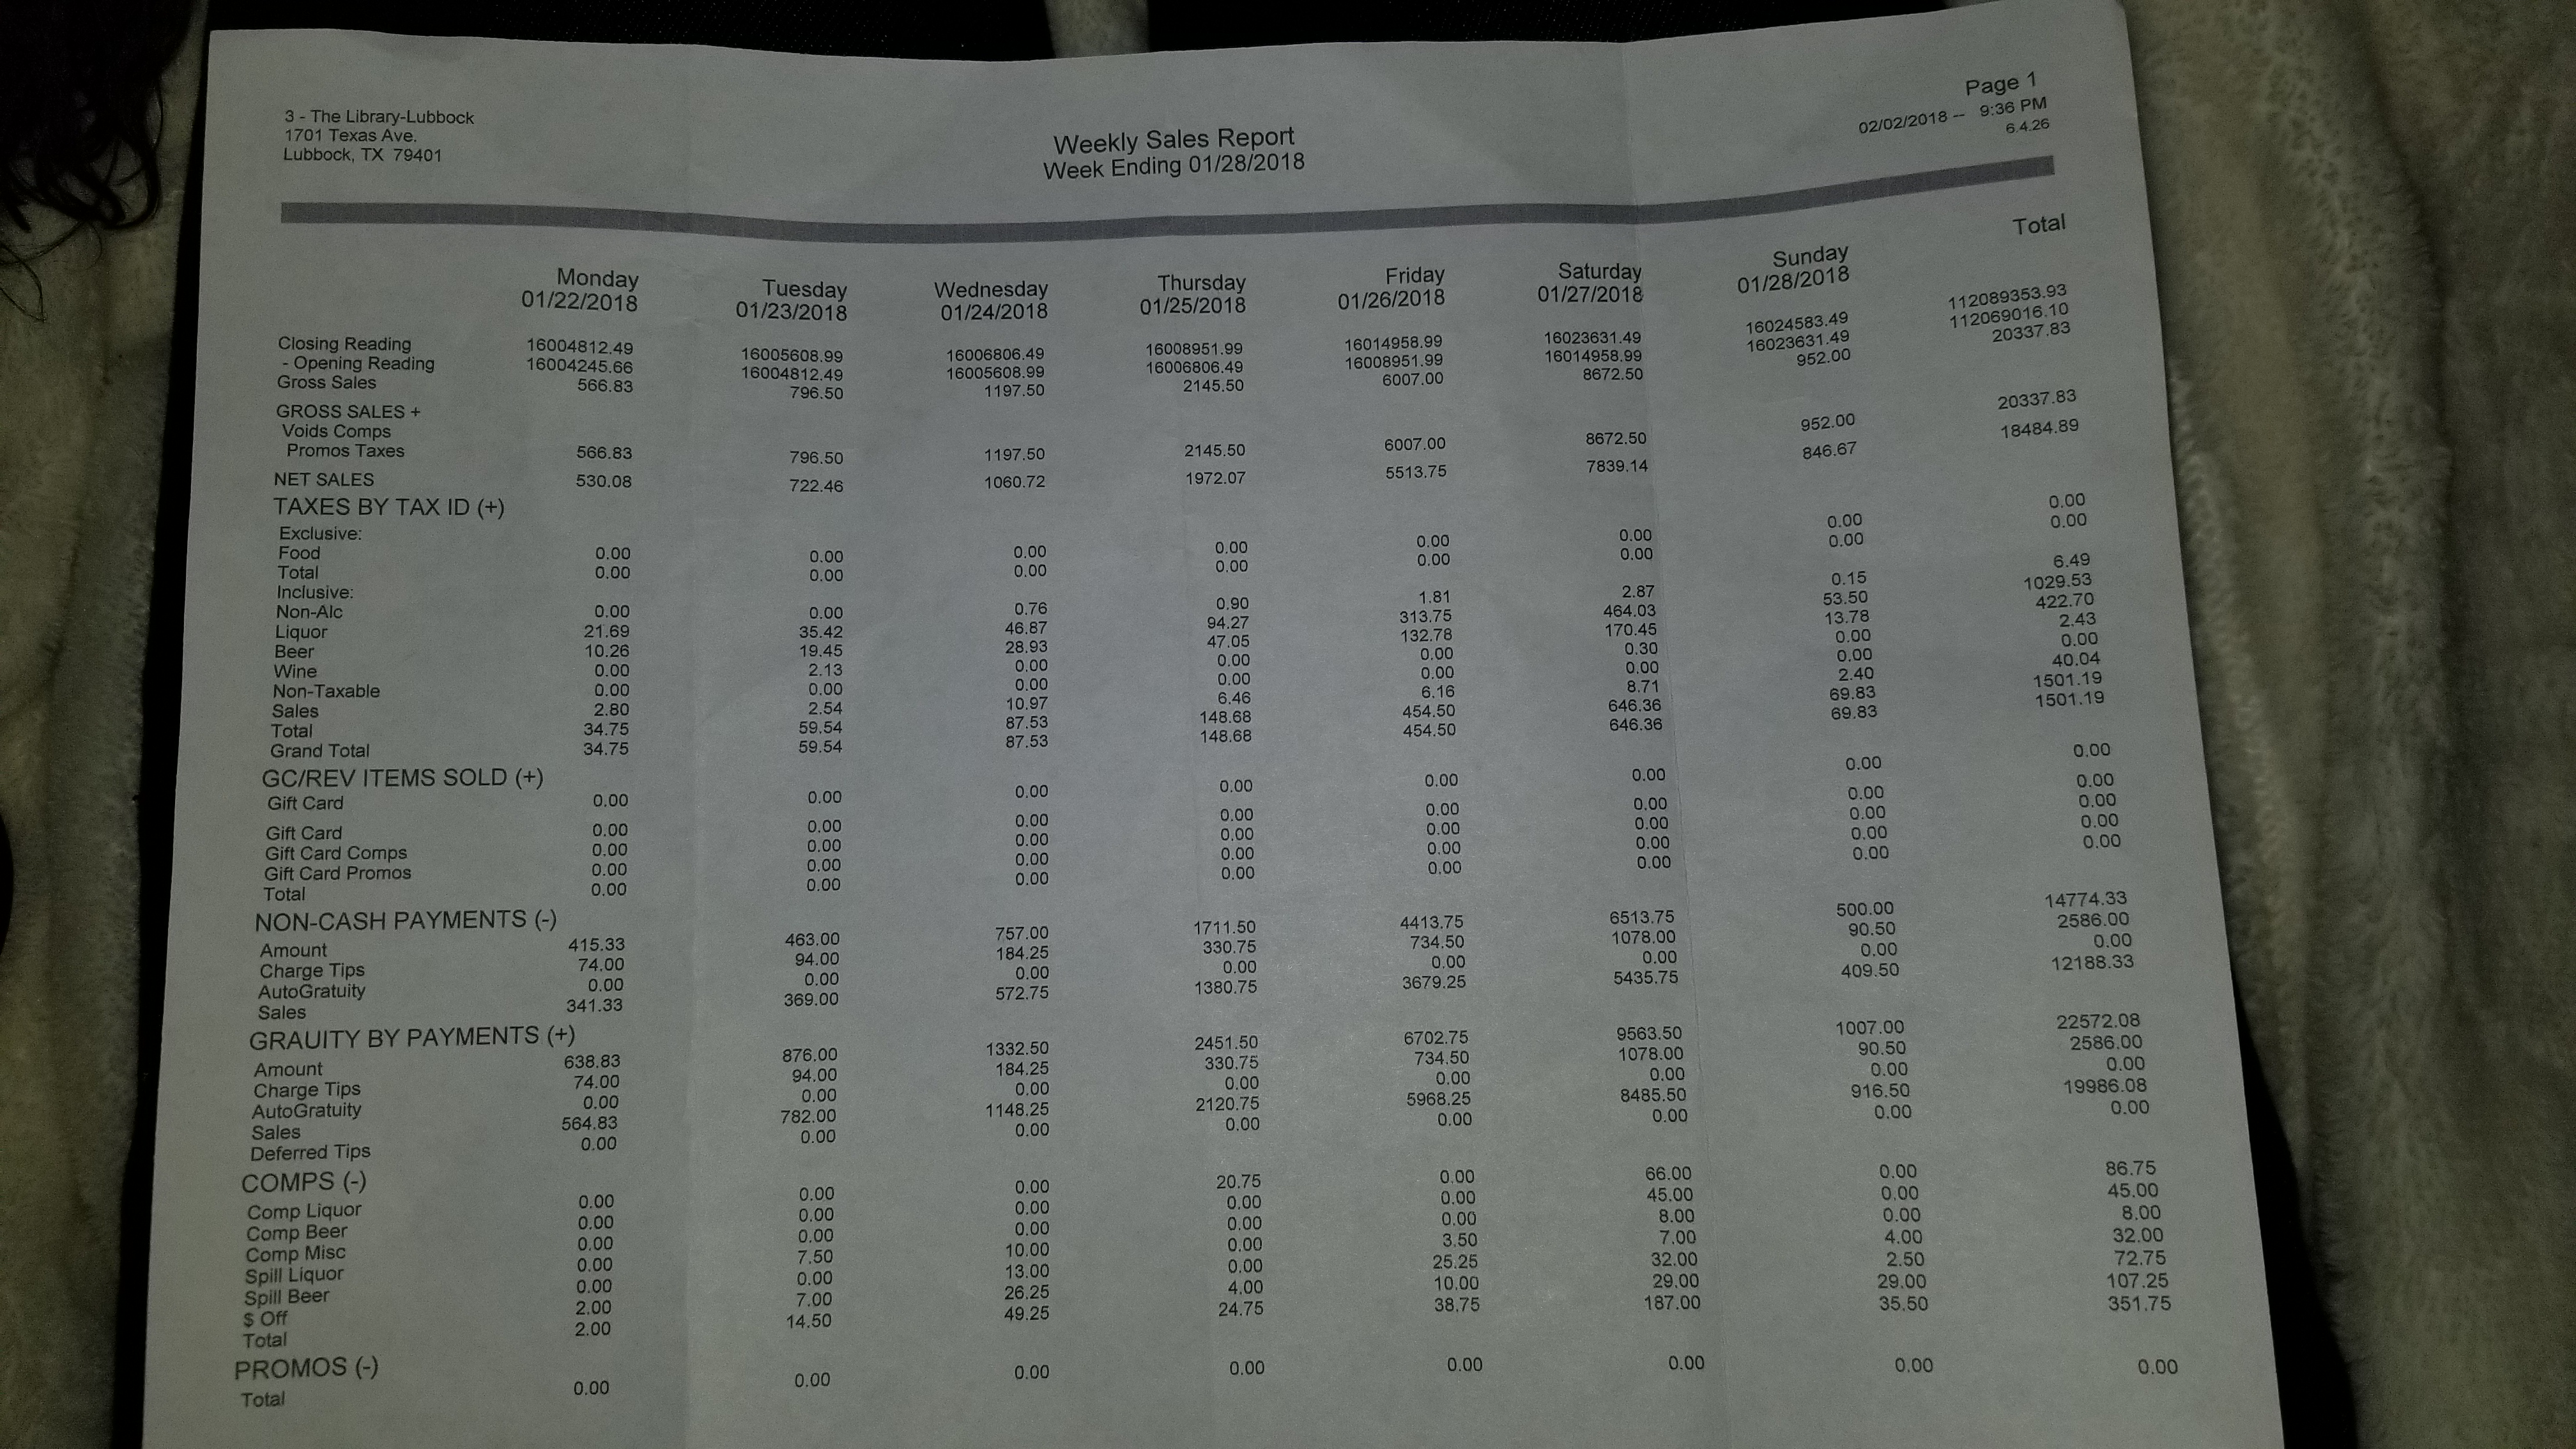 Page 1
3 - The Library-Lubbock
1701 Texas Ave.
Lubbock, TX 79401
Weekly Sales Report
Week Ending 01/28/2018
02/02/2018 -- 9:36 PM
6.4.26
Monday Tuesday Wednesday Thursday Friday Saturday Sunday Total
01/22/2018 01/23/2018 01/24/2018 01/25/2018 01/26/2018 01/27/2018 01/28/2018
Closing Reading 16004812.49 16005608.99 16006806.49 16008951.99 16014958.99 16023631.49 16024583.49 112089353.93
- Opening Reading 16004245.66 16004812.49 16005608.99 16006806.49 16008951.99 16014958.99 16023631.49 112069016.10
Gross Sales 566.83 796.50 1197.50 2145.50 6007.00 8672.50 952.00 20337.83
GROSS SALES +
Voids Comps
Promos Taxes 566.83 796.50 1197.50 2145.50 6007.00 8672.50 952.00 20337.83
NET SALES 530.08 722.46 1060.72 1972.07 5513.75 7839.14 846.67 18484.89
TAXES BY TAX ID (+)
Exclusive:
Food 0.00 0.00 0.00 0.00 0.00 0.00 0.00 0.00
Total 0.00 0.00 0.00 0.00 0.00 0.00 0.00 0.00
Inclusive:
Non-Alc 0.00 0.00 0.76 0.90 1.81 2.87 0.15 6.49
Liquor 21.69 35.42 46.87 94.27 313.75 464.03 53.50 1029.53
Beer 10.26 19.45 28.93 47.05 132.78 170.45 13.78 422.70
Wine 0.00 2.13 0.00 0.00 0.00 0.30 0.00 2.43
Non-Taxable 0.00 0.00 0.00 0.00 0.00 0.00 0.00 0.00
Sales 2.80 2.54 10.97 6.46 6.16 8.71 2.40 40.04
Total 34.75 59.54 87.53 148.68 454.50 646.36 69.83 1501.19
Grand Total 34.75 59.54 87.53 148.68 454.50 646.36 69.83 1501.19
GC/REV ITEMS SOLD (+)
Gift Card 0.00 0.00 0.00 0.00 0.00 0.00 0.00 0.00
Gift Card 0.00 0.00 0.00 0.00 0.00 0.00 0.00 0.00
Gift Card Comps 0.00 0.00 0.00 0.00 0.00 0.00 0.00 0.00
Gift Card Promos 0.00 0.00 0.00 0.00 0.00 0.00 0.00 0.00
Total 0.00 0.00 0.00 0.00 0.00 0.00 0.00 0.00
NON-CASH PAYMENTS (-)
Amount 415.33 463.00 757.00 1711.50 4413.75 6513.75 500.00 14774.33
Charge Tips 74.00 94.00 184.25 330.75 734.50 1078.00 90.50 2586.00
AutoGratuity 0.00 0.00 0.00 0.00 0.00 0.00 0.00 0.00
Sales 341.33 369.00 572.75 1380.75 3679.25 5435.75 409.50 12188.33
GRAUITY BY PAYMENTS (+)
Amount 638.83 876.00 1332.50 2451.50 6702.75 9563.50 1007.00 22572.08
Charge Tips 74.00 94.00 184.25 330.75 734.50 1078.00 90.50 2586.00
AutoGratuity 0.00 0.00 0.00 0.00 0.00 0.00 0.00 0.00
Sales 564.83 782.00 1148.25 2120.75 5968.25 8485.50 916.50 19986.08
Deferred Tips 0.00 0.00 0.00 0.00 0.00 0.00 0.00 0.00
COMPS (-)
Comp Liquor 0.00 0.00 0.00 20.75 0.00 66.00 0.00 86.75
Comp Beer 0.00 0.00 0.00 0.00 0.00 45.00 0.00 45.00
Comp Misc 0.00 0.00 0.00 0.00 0.00 8.00 0.00 8.00
Spill Liquor 0.00 7.50 10.00 0.00 3.50 7.00 4.00 32.00
Spill Beer 0.00 0.00 13.00 0.00 25.25 32.00 2.50 72.75
$ Off 2.00 7.00 26.25 4.00 10.00 29.00 29.00 107.25
Total 2.00 14.50 49.25 24.75 38.75 187.00 35.50 351.75
PROMOS (-)
Total 0.00 0.00 0.00 0.00 0.00 0.00 0.00 0.00